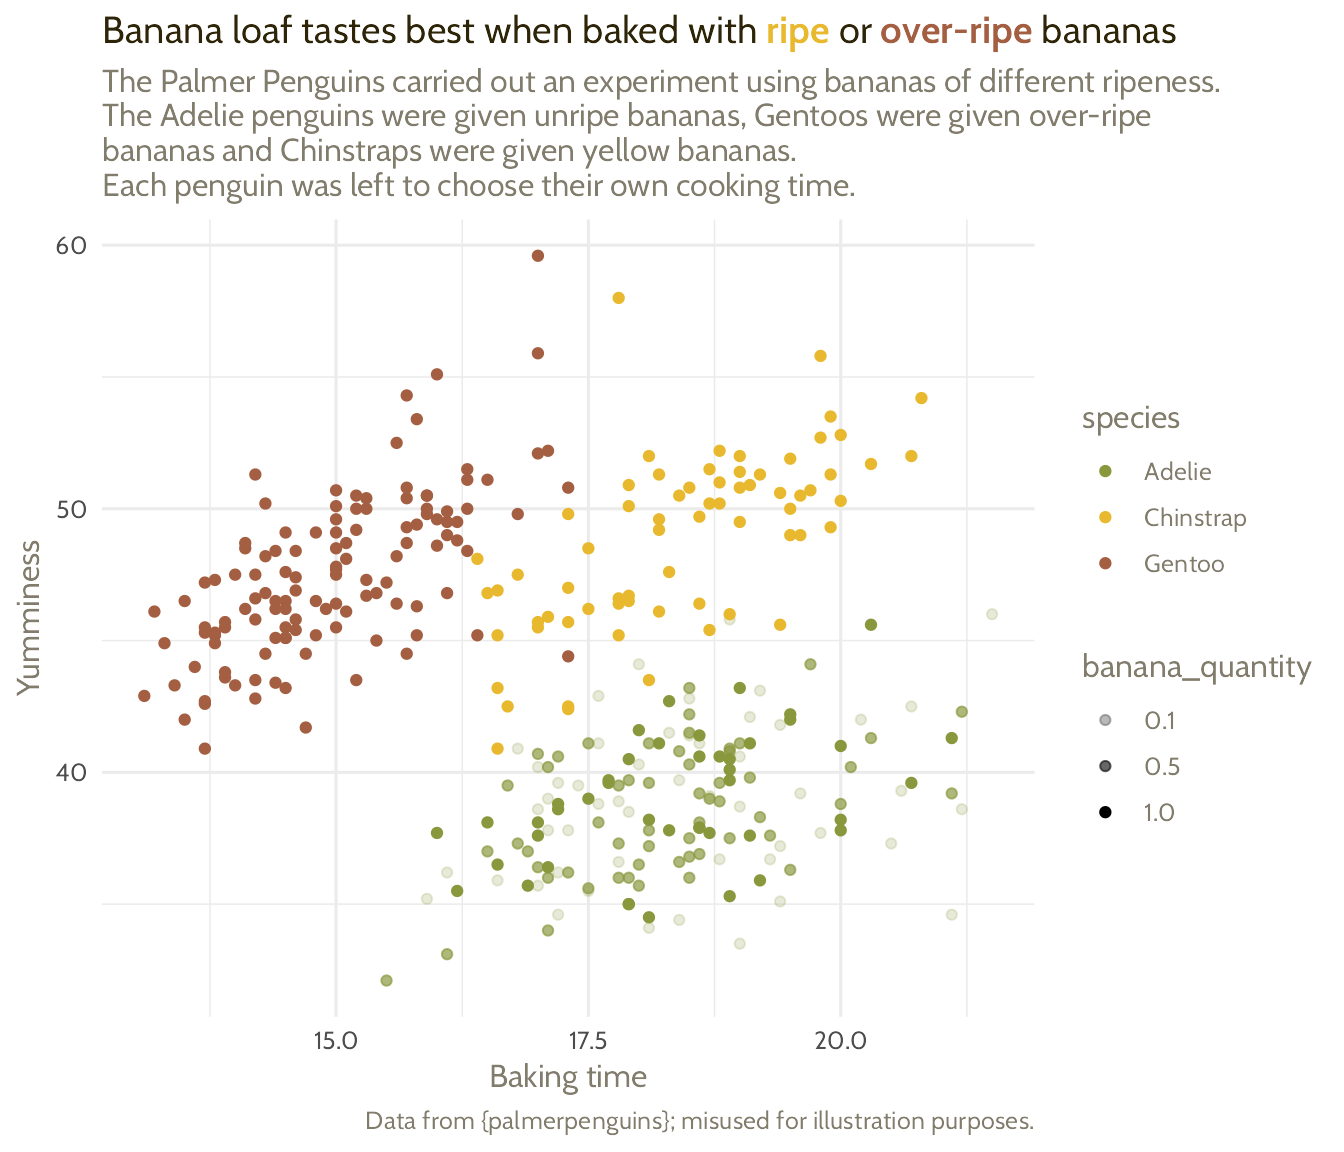 Banana loaf tastes best when baked with ripe or over-ripe bananas
The Palmer Penguins carried out an experiment using bananas of different ripeness.
The Adelie penguins were given unripe bananas, Gentoos were given over-ripe
bananas and Chinstraps were given yellow bananas.
Each penguin was left to choose their own cooking time.
60
50
40
Yumminess
15.0
17.5
20.0
Baking time
species
Adelie
Chinstrap
Gentoo
banana_quantity
0.1
0.5
1.0
Data from {palmerpenguins}; misused for illustration purposes.